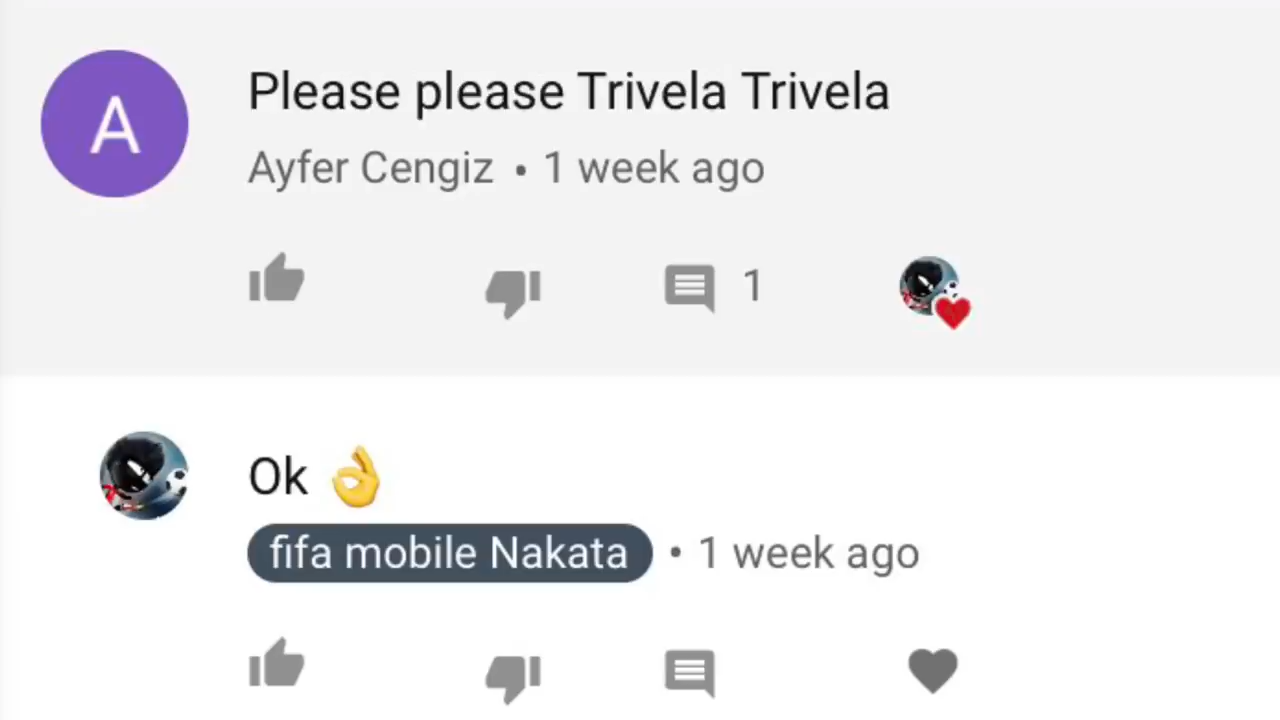 A
Please please Trivela Trivela
Ayfer Cengiz • 1 week ago
1
Ok 👌
fifa mobile Nakata • 1 week ago